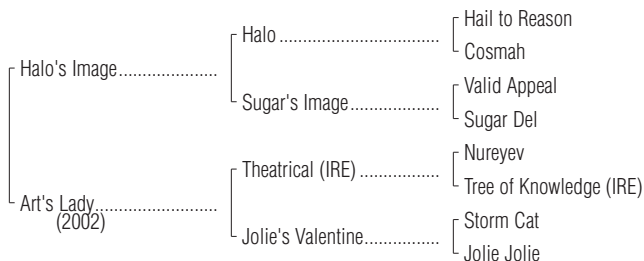 Hail to Reason
Halo ....................................
Cosmah
Halo's Image......................
Valid Appeal
Sugar's Image ...................
Sugar Del
Nureyev
Theatrical (IRE) .................
Tree of Knowledge (IRE)
Art's Lady...........................
(2002)
Storm Cat
Jolie's Valentine................
Jolie Jolie